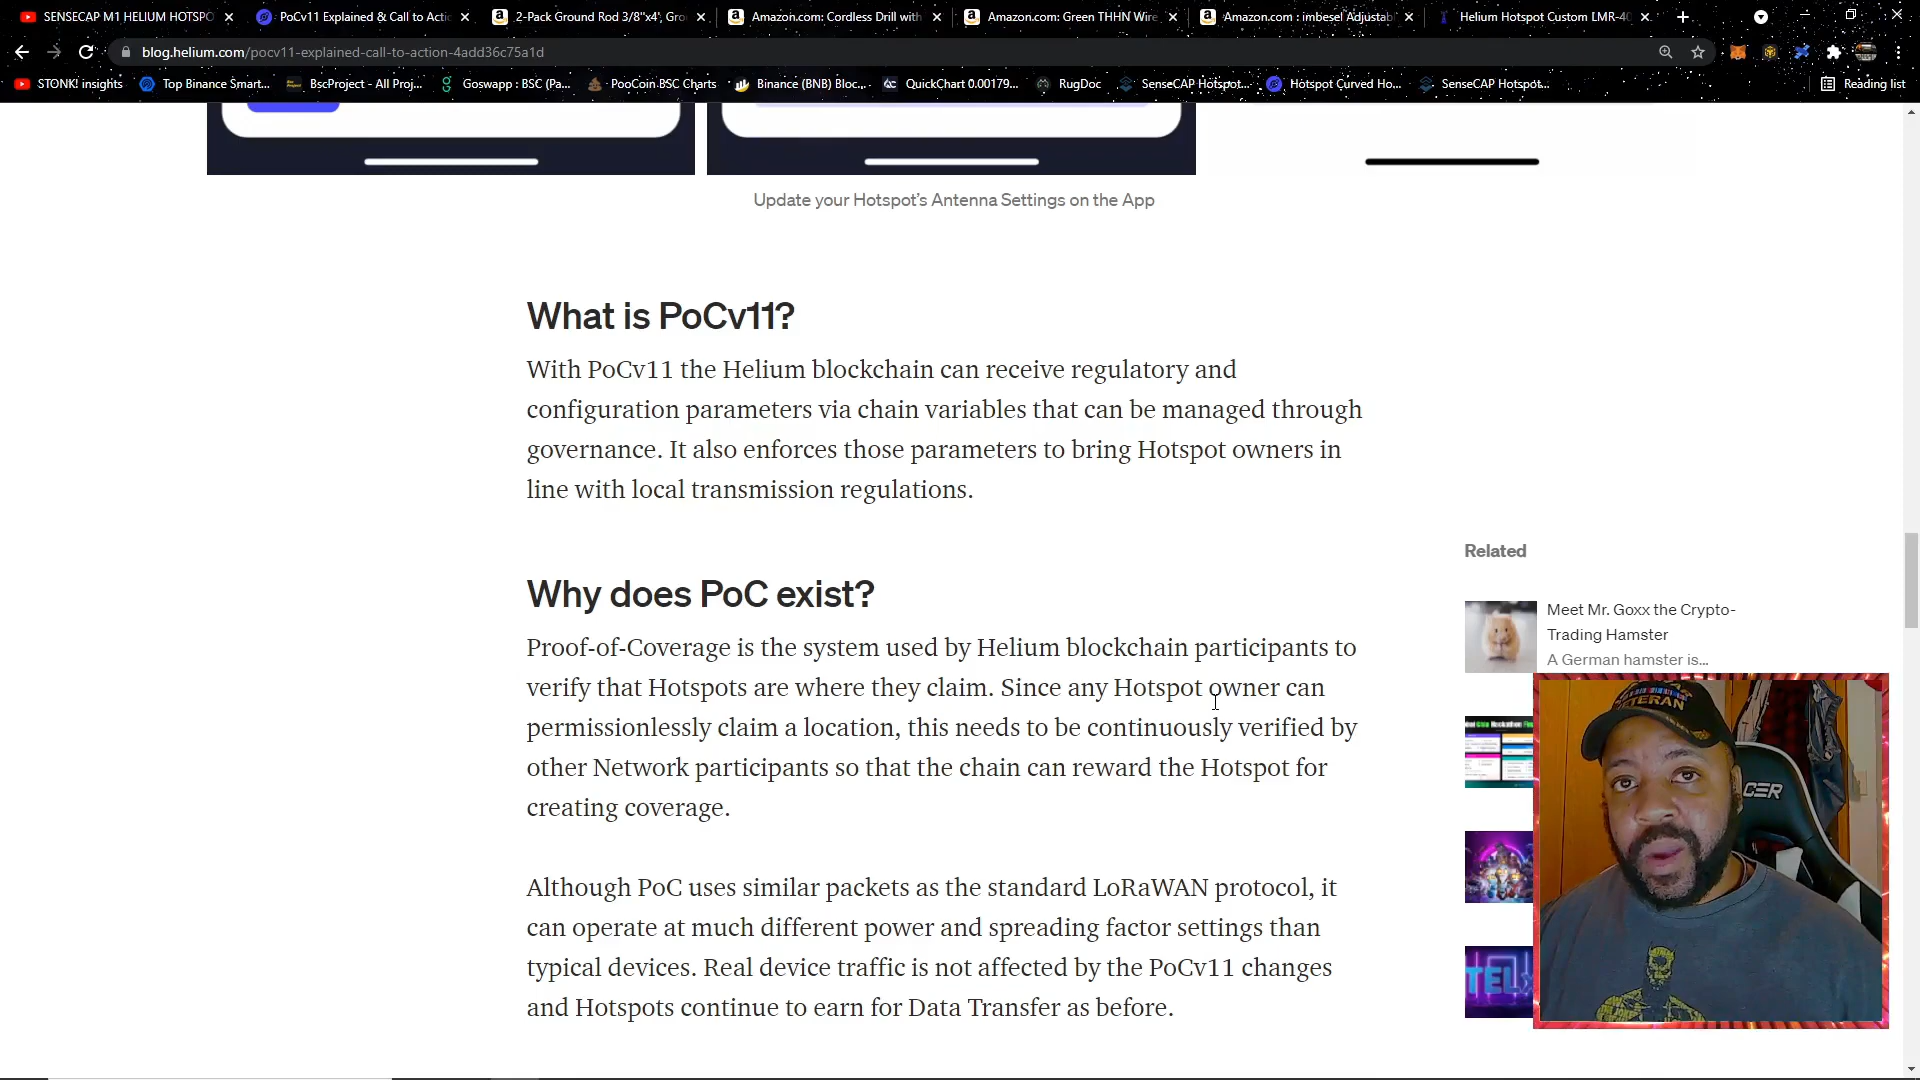 SENSECAP M1 HELIUM HOTSPO
PoCv11 Explained & Call to Actio
2-Pack Ground Rod 3/8"x4', Gro
Amazon.com: Cordless Drill with
Amazon.com: Green THHN Wire
Amazon.com : imbesel Adjustab
Helium Hotspot Custom LMR-40
blog.helium.com/pocv11-explained-call-to-action-4add36c75a1d
STONK! insights
Top Binance Smart...
BscProject - All Proj...
Goswapp : BSC (Pa...
PooCoin BSC Charts
Binance (BNB) Bloc...
QuickChart 0.00179...
RugDoc
SenseCAP Hotspot...
Hotspot Curved Ho...
SenseCAP Hotspot...
Reading list
Update your Hotspot's Antenna Settings on the App
What is PoCv11?
With PoCv11 the Helium blockchain can receive regulatory and
configuration parameters via chain variables that can be managed through
governance. It also enforces those parameters to bring Hotspot owners in
line with local transmission regulations.
Why does PoC exist?
Proof-of-Coverage is the system used by Helium blockchain participants to
verify that Hotspots are where they claim. Since any Hotspot owner can
permissionlessly claim a location, this needs to be continuously verified by
other Network participants so that the chain can reward the Hotspot for
creating coverage.
Although PoC uses similar packets as the standard LoRaWAN protocol, it
can operate at much different power and spreading factor settings than
typical devices. Real device traffic is not affected by the PoCv11 changes
and Hotspots continue to earn for Data Transfer as before.
Related
Meet Mr. Goxx the Crypto-
Trading Hamster
A German hamster is...
VETERAN
CER
TEL